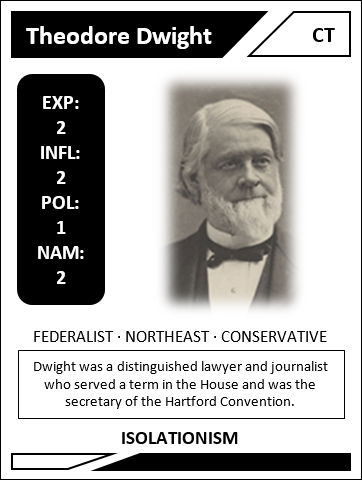 Theodore Dwight
CT
EXP:
2
INFL:
2
POL:
1
NAM:
2
FEDERALIST · NORTHEAST · CONSERVATIVE
Dwight was a distinguished lawyer and journalist
who served a term in the House and was the
secretary of the Hartford Convention.
ISOLATIONISM